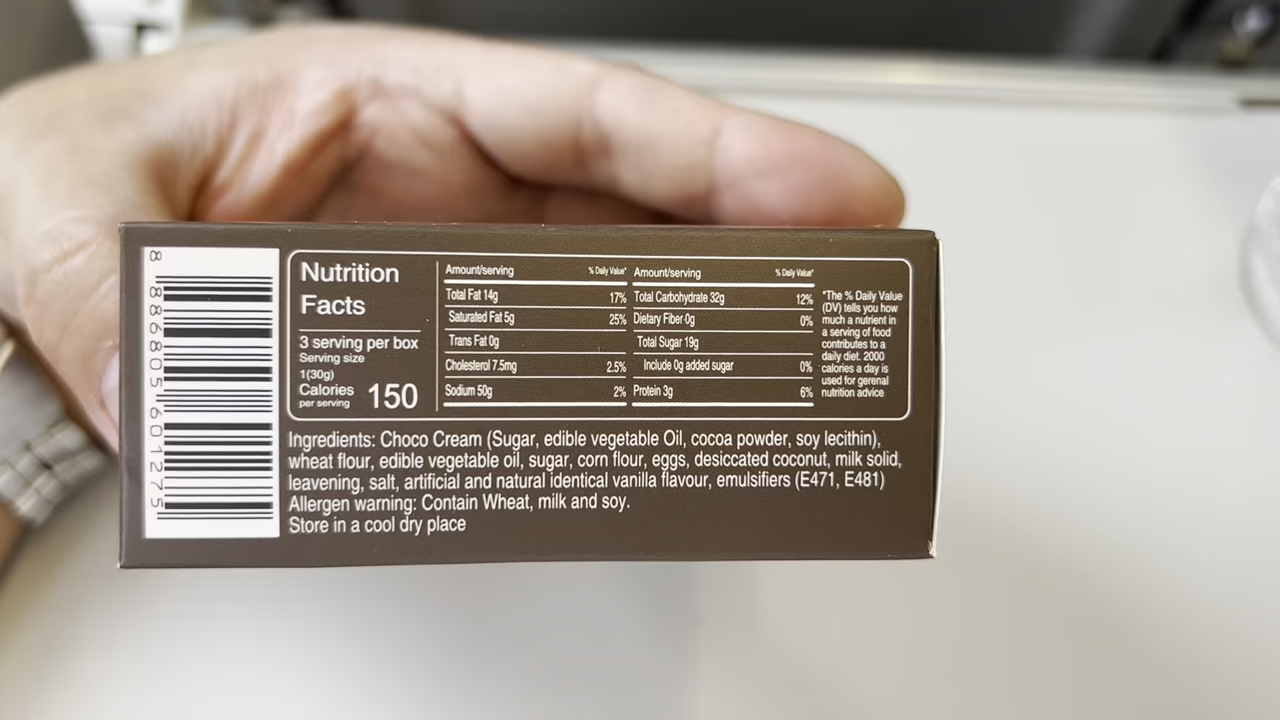 8 886805 601275
Nutrition
Facts
3 serving per box
Serving size
1(30g)
Calories
per serving 150
Amount/serving % Daily Value*
Total Fat 14g 17%
Saturated Fat 5g 25%
Trans Fat 0g
Cholesterol 7.5mg 2.5%
Sodium 50g 2%
Amount/serving % Daily Value*
Total Carbohydrate 32g 12%
Dietary Fiber 0g 0%
Total Sugar 19g
Include 0g added sugar 0%
Protein 3g 6%
*The % Daily Value
(DV) tells you how
much a nutrient in
a serving of food
contributes to a
daily diet. 2000
calories a day is
used for gerenal
nutrition advice
Ingredients: Choco Cream (Sugar, edible vegetable Oil, cocoa powder, soy lecithin),
wheat flour, edible vegetable oil, sugar, corn flour, eggs, desiccated coconut, milk solid,
leavening, salt, artificial and natural identical vanilla flavour, emulsifiers (E471, E481)
Allergen warning: Contain Wheat, milk and soy.
Store in a cool dry place